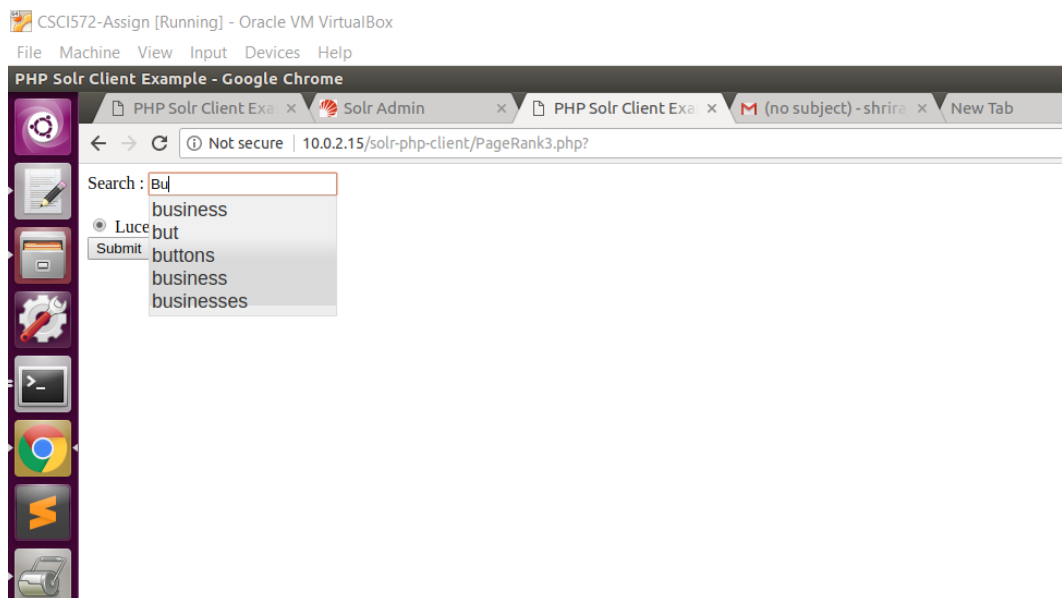 CSCI572-Assign [Running] - Oracle VM VirtualBox
File Machine View Input Devices Help
PHP Solr Client Example - Google Chrome
PHP Solr Client Exa Solr Admin PHP Solr Client Exa (no subject) - shrira New Tab
Not secure | 10.0.2.15/solr-php-client/PageRank3.php?
Search : Bu
business
Luce but
Submit buttons
business
businesses